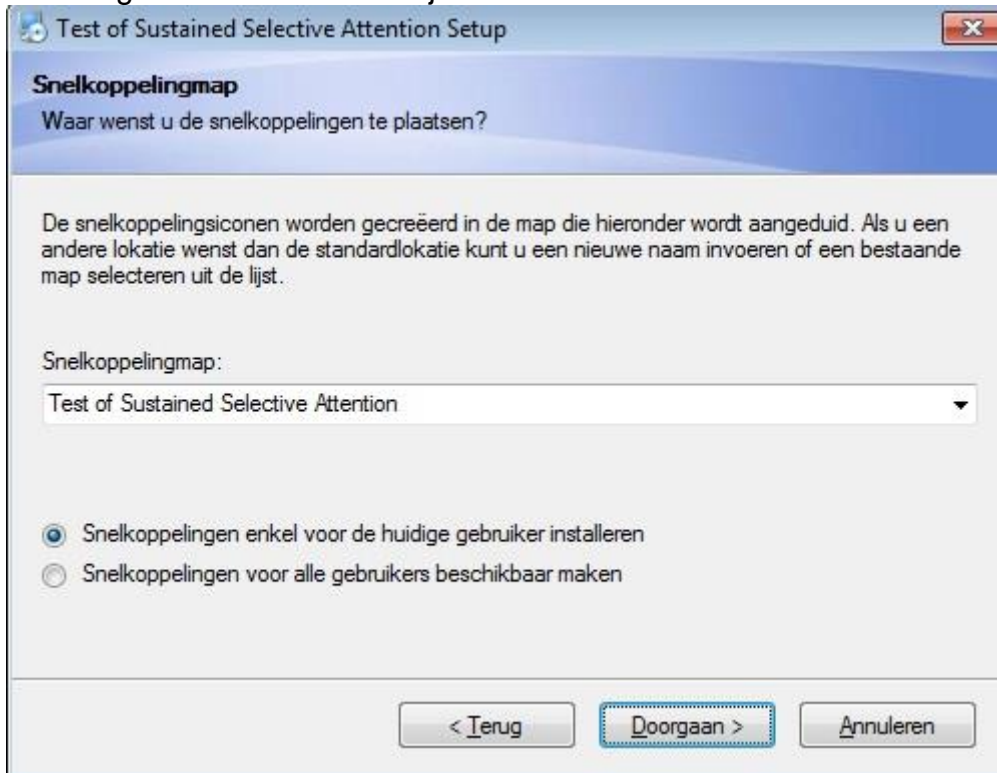 Test of Sustained Selective Attention Setup
Snelkoppelingmap
Waar wenst u de snelkoppelingen te plaatsen?
De snelkoppelingsiconen worden gecreëerd in de map die hieronder wordt aangeduid. Als u een
andere lokatie wenst dan de standardlokatie kunt u een nieuwe naam invoeren of een bestaande
map selecteren uit de lijst.
Snelkoppelingmap:
Test of Sustained Selective Attention
Snelkoppelingen enkel voor de huidige gebruiker installeren
Snelkoppelingen voor alle gebruikers beschikbaar maken
< Terug Doorgaan > Annuleren